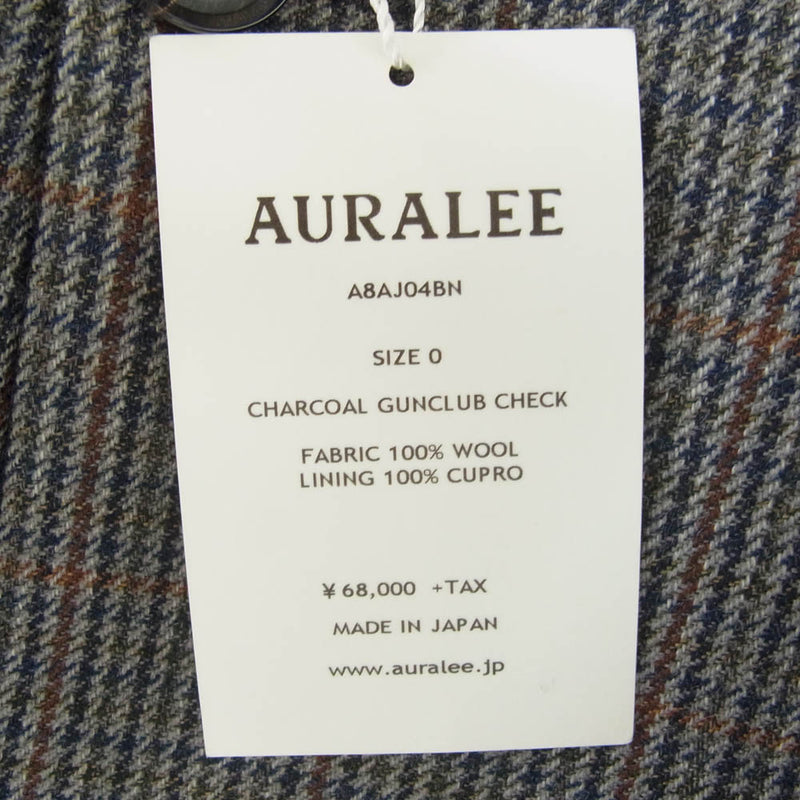 AURALEE
A8AJ04BN
SIZE 0
CHARCOAL GUNCLUB CHECK
FABRIC 100% WOOL
LINING 100% CUPRO
¥68,000 +TAX
MADE IN JAPAN
www.auralee.jp